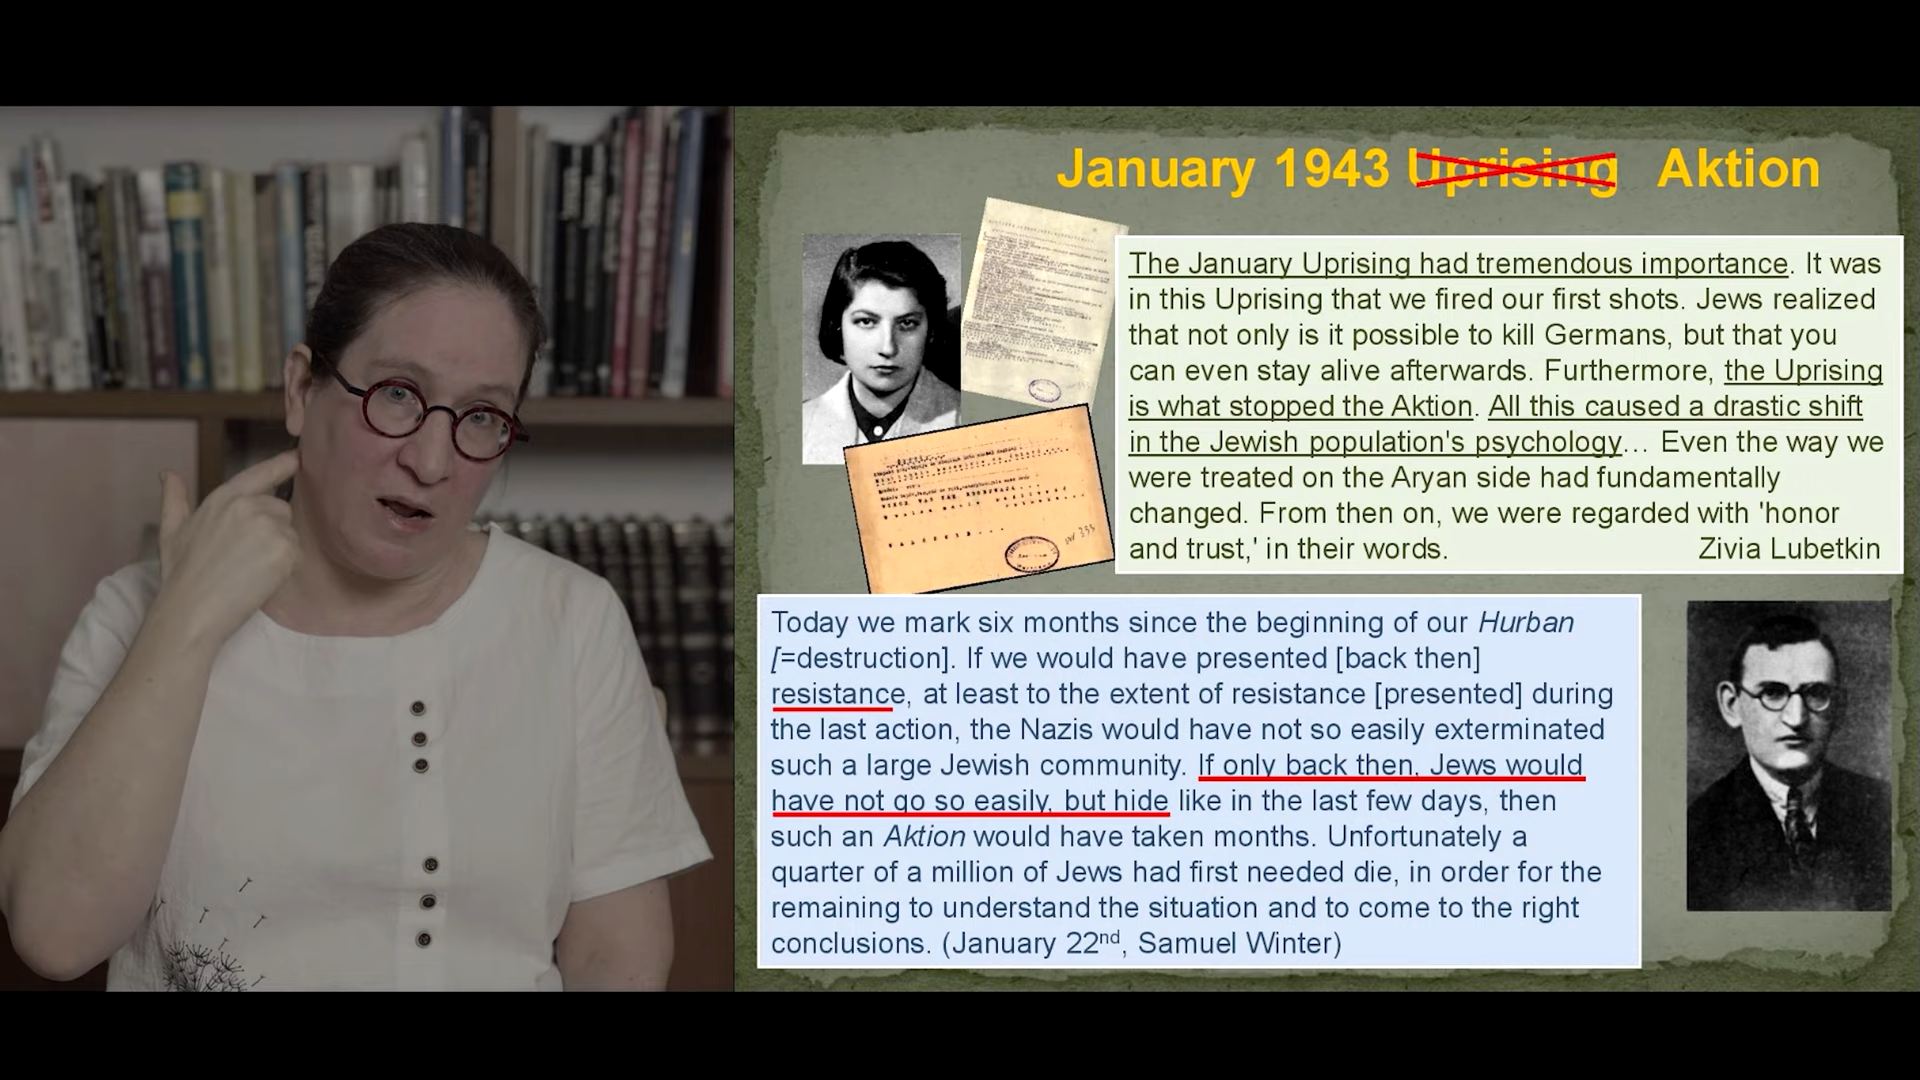 January 1943 Uprising Aktion
The January Uprising had tremendous importance. It was
in this Uprising that we fired our first shots. Jews realized
that not only is it possible to kill Germans, but that you
can even stay alive afterwards. Furthermore, the Uprising
is what stopped the Aktion. All this caused a drastic shift
in the Jewish population's psychology… Even the way we
were treated on the Aryan side had fundamentally
changed. From then on, we were regarded with 'honor
and trust,' in their words. Zivia Lubetkin
Today we mark six months since the beginning of our Hurban
[=destruction]. If we would have presented [back then]
resistance, at least to the extent of resistance [presented] during
the last action, the Nazis would have not so easily exterminated
such a large Jewish community. If only back then, Jews would
have not go so easily, but hide like in the last few days, then
such an Aktion would have taken months. Unfortunately a
quarter of a million of Jews had first needed die, in order for the
remaining to understand the situation and to come to the right
conclusions. (January 22nd, Samuel Winter)